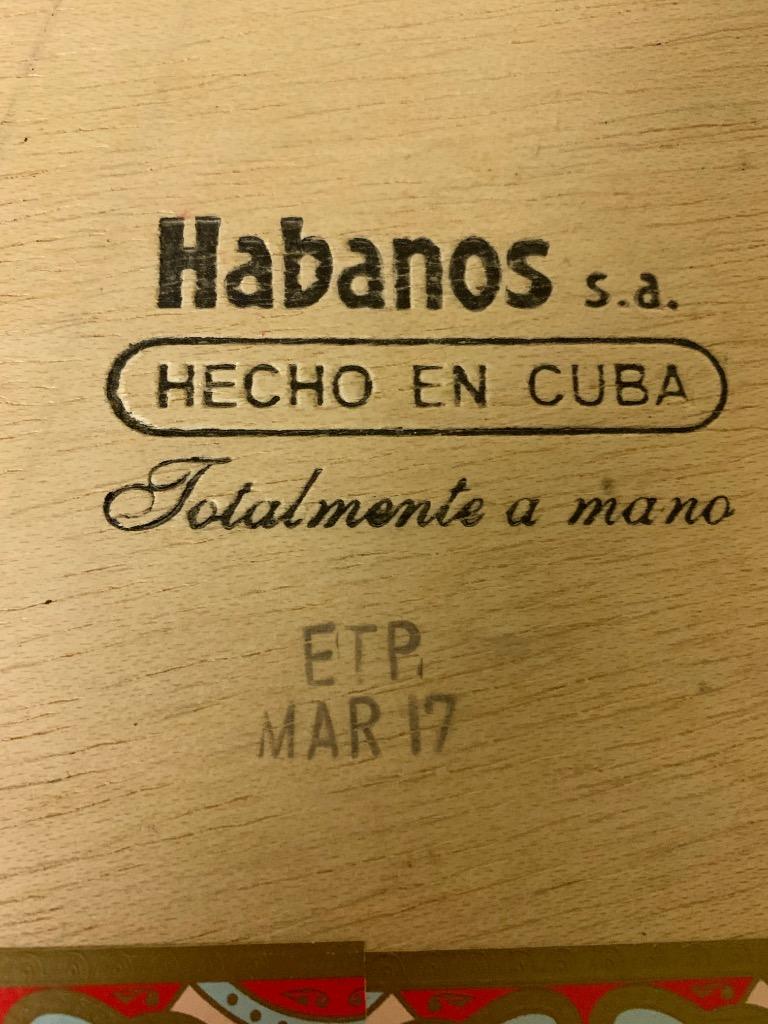 Habanos s.a.
HECHO EN CUBA
Totalmente a mano
ETP
MAR 17